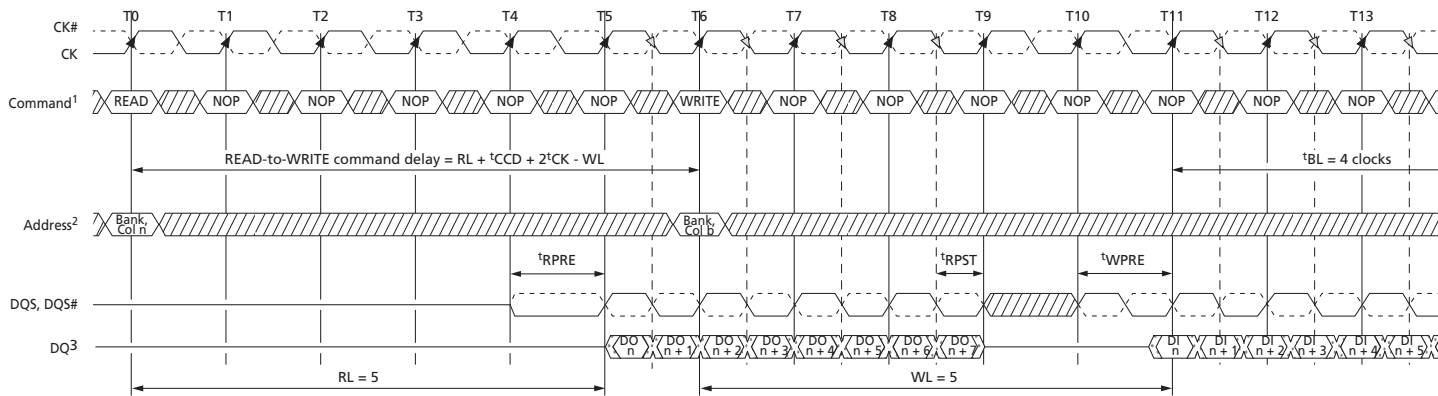 T0 T1 T2 T3 T4 T5 T6 T7 T8 T9 T10 T11 T12 T13
CK#
CK
Command¹ READ NOP NOP NOP NOP NOP WRITE NOP NOP NOP NOP NOP NOP NOP
READ-to-WRITE command delay = RL + ᵗCCD + 2ᵗCK - WL ᵗBL = 4 clocks
Address² Bank, Col n Bank, Col b
ᵗRPRE ᵗRPST ᵗWPRE
DQS, DQS#
DQ³ DO n DO n + 1 DO n + 2 DO n + 3 DO n + 4 DO n + 5 DO n + 6 DO n + 7 DI n DI n + 1 DI n + 2 DI n + 3 DI n + 4 DI n + 5
RL = 5 WL = 5